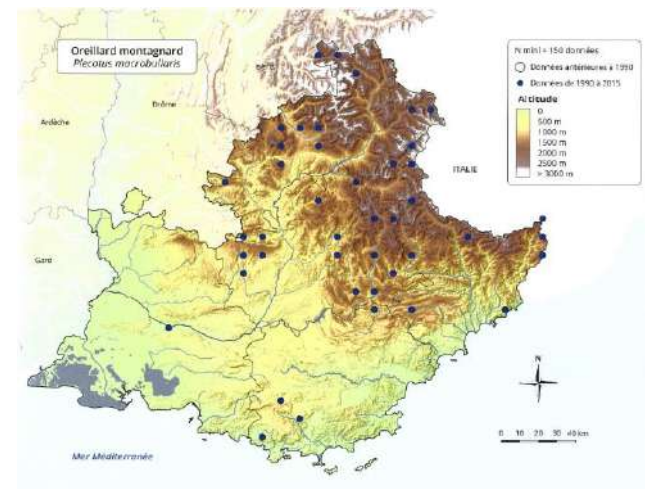 Oreillard montagnard
Plecotus macrobullaris
N mini = 150 données
Données antérieures à 1990
Données de 1990 à 2015
Altitude
0
500 m
1000 m
1500 m
2000 m
2500 m
> 3000 m
Drôme
Ardèche
ITALIE
Gard
N
0 10 20 30 40 km
Mer Méditerranée